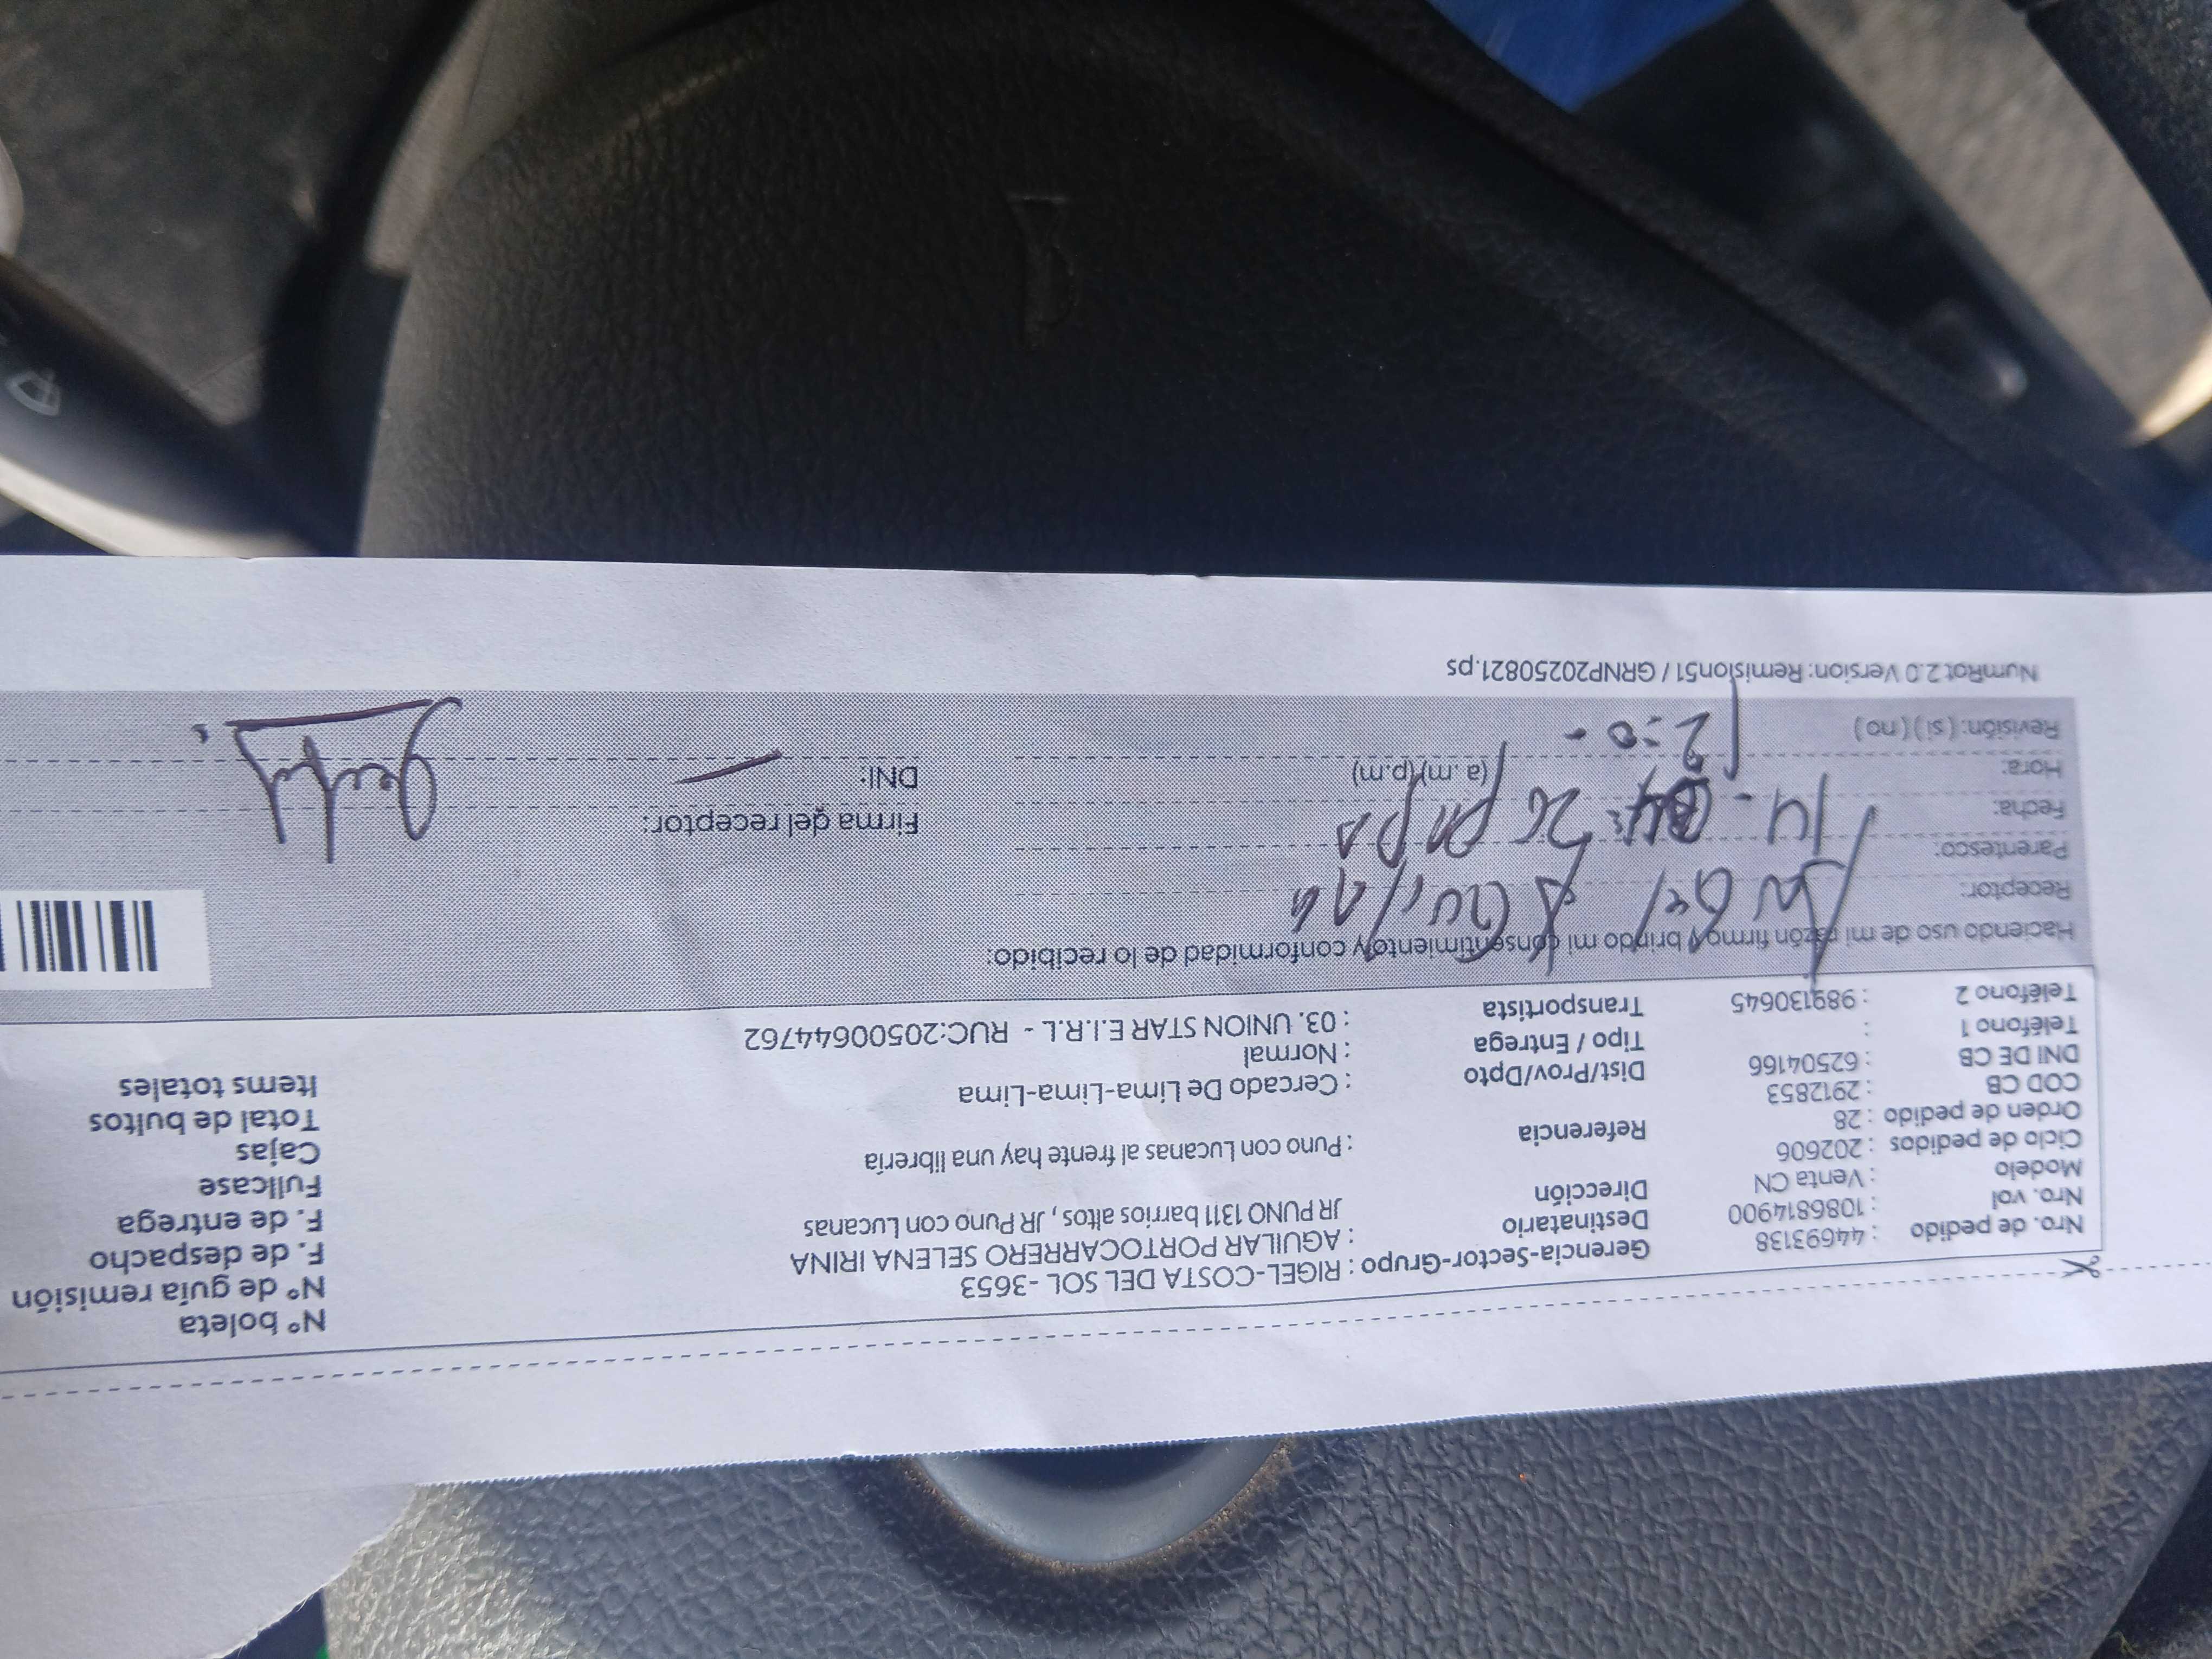 Nº boleta
Gerencia-Sector-Grupo : RIGEL-COSTA DEL SOL -3653
Nº de guía remisión
Nro. de pedido : 44693138
Destinatario : AGUILAR PORTOCARRERO SELENA IRINA
F. de despacho
Nro. vol : 1086814900
Dirección JR PUNO 1311 barrios altos, JR Puno con Lucanas
F. de entrega
Modelo : Venta CN
Fullcase
Ciclo de pedidos : 202606
Referencia : Puno con Lucanas al frente hay una librería
Cajas
Orden de pedido : 28
Total de bultos
COD CB : 2912853
Dist/Prov/Dpto : Cercado De Lima-Lima-Lima
Items totales
DNI DE CB : 62504166
Tipo / Entrega : Normal
Teléfono 1 :
Transportista : 03. UNION STAR E.I.R.L - RUC:20500644762
Teléfono 2 : 989130645
Haciendo uso de mi razón firmo y brindo mi consentimiento y conformidad de lo recibido:
Receptor:
Parentesco:
Fecha: 14 - 26 papa
Firma del receptor:
Hora: (a.m)(p.m)
DNI: —
Revisión: (si) (no)
NumRot 2.0 Version: Remision51 / GRNP20250821.ps